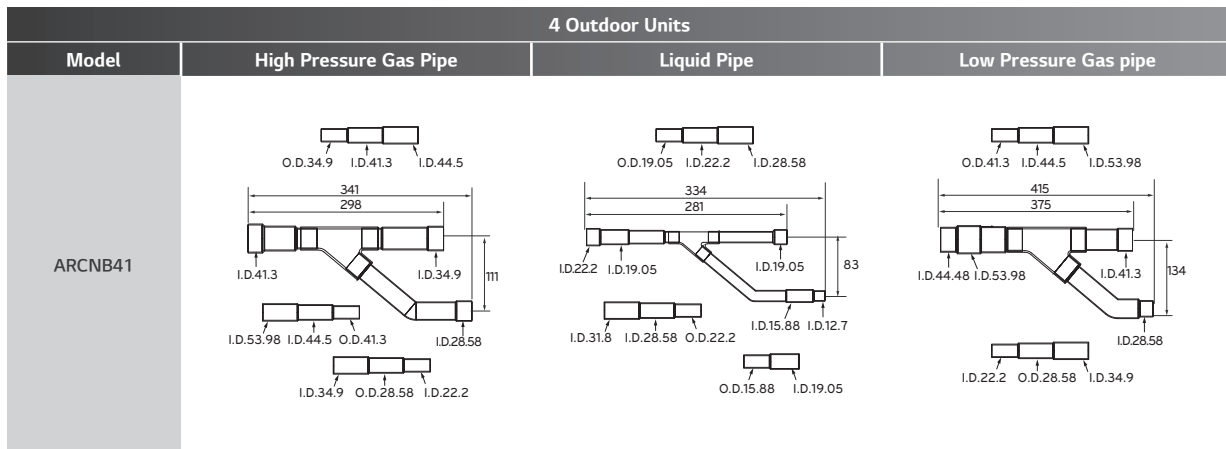 4 Outdoor Units
Model High Pressure Gas Pipe Liquid Pipe Low Pressure Gas pipe
ARCNB41
O.D.34.9 I.D.41.3 I.D.44.5
341
298
I.D.41.3 I.D.34.9
111
I.D.53.98 I.D.44.5 O.D.41.3
I.D.28.58
I.D.34.9 O.D.28.58 I.D.22.2
O.D.19.05 I.D.22.2 I.D.28.58
334
281
I.D.22.2 I.D.19.05 I.D.19.05
83
I.D.15.88 I.D.12.7
I.D.31.8 I.D.28.58 O.D.22.2
O.D.15.88 I.D.19.05
O.D.41.3 I.D.44.5 I.D.53.98
415
375
I.D.44.48 I.D.53.98 I.D.41.3
134
I.D.28.58
I.D.22.2 O.D.28.58 I.D.34.9